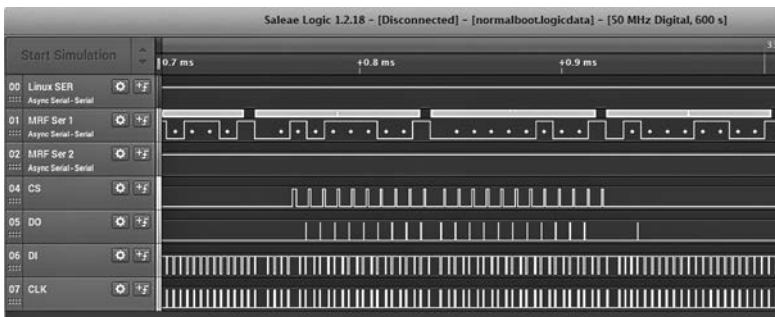 Saleae Logic 1.2.18 – [Disconnected] – [normalboot.logicdata] – [50 MHz Digital, 600 s]
Start Simulation
0.7 ms +0.8 ms +0.9 ms
00 Linux SER
Async Serial - Serial
01 MRF Ser 1
Async Serial - Serial
02 MRF Ser 2
Async Serial - Serial
04 CS
05 DO
06 DI
07 CLK